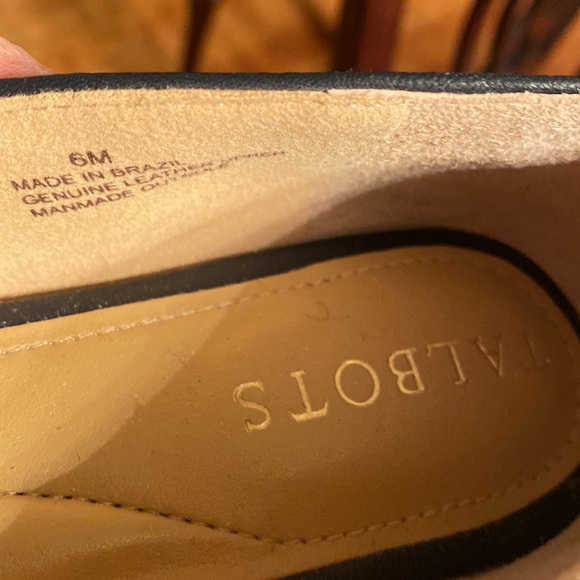 6M
MADE IN BRAZIL
GENUINE LEATHER UPPER
MANMADE OUTSOLE
TALBOTS